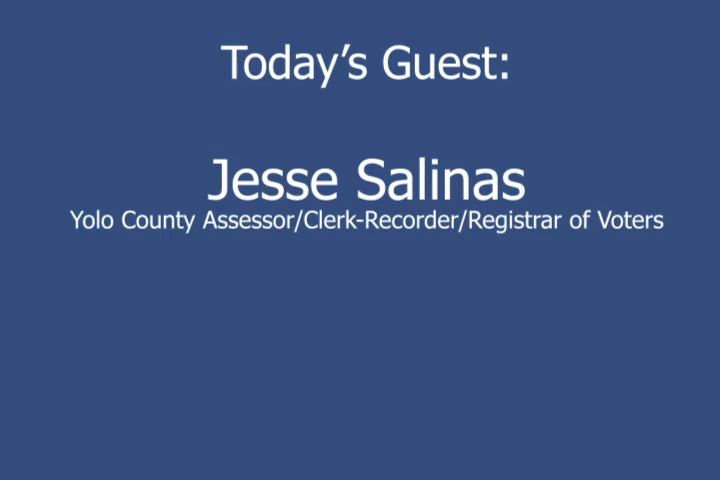 Today’s Guest:
Jesse Salinas
Yolo County Assessor/Clerk-Recorder/Registrar of Voters